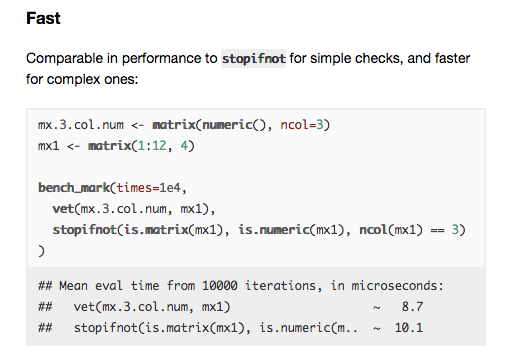 Fast
Comparable in performance to stopifnot for simple checks, and faster
for complex ones:
mx.3.col.num <- matrix(numeric(), ncol=3)
mx1 <- matrix(1:12, 4)
bench_mark(times=1e4,
  vet(mx.3.col.num, mx1),
  stopifnot(is.matrix(mx1), is.numeric(mx1), ncol(mx1) == 3)
)
## Mean eval time from 10000 iterations, in microseconds:
##   vet(mx.3.col.num, mx1)                  ~   8.7
##   stopifnot(is.matrix(mx1), is.numeric(m..  ~  10.1